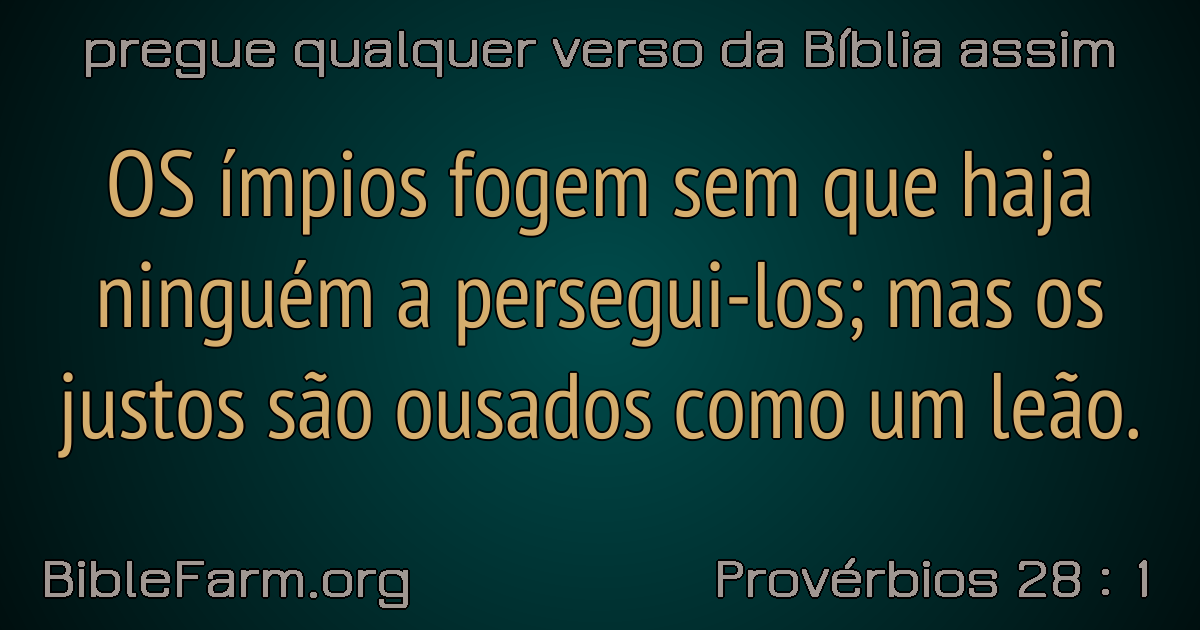 pregue qualquer verso da Bíblia assim
OS ímpios fogem sem que haja
ninguém a persegui-los; mas os
justos são ousados como um leão.
BibleFarm.org
Provérbios 28 : 1